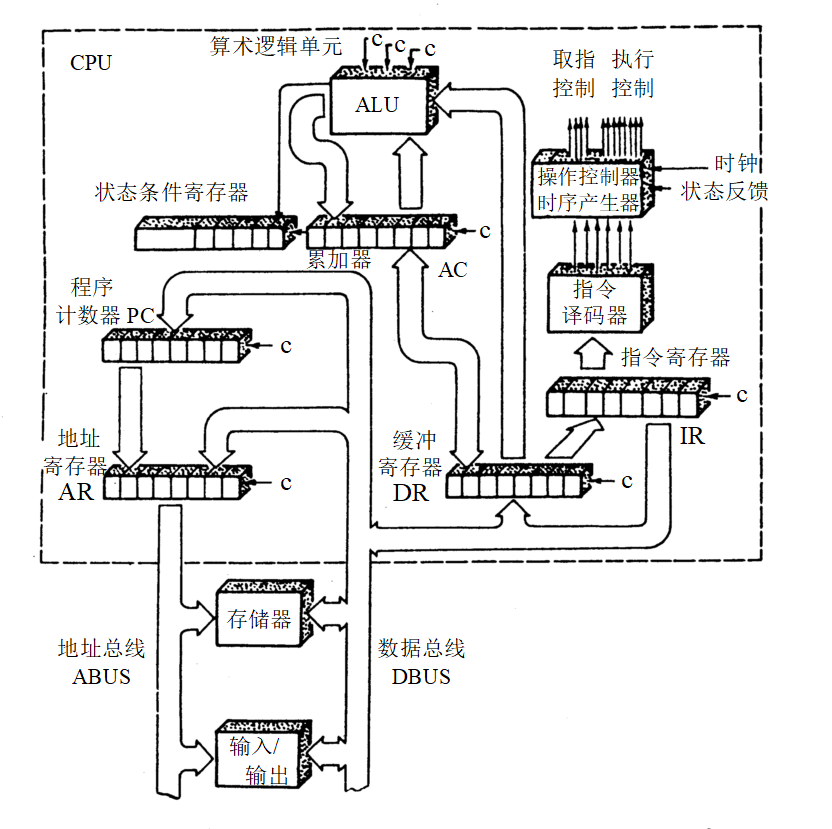 CPU
算术逻辑单元
c
c
c
ALU
取指
控制
执行
控制
操作控制器
时序产生器
时钟
状态反馈
状态条件寄存器
累加器
AC
c
程序
计数器 PC
c
指令
译码器
指令寄存器
c
IR
地址
寄存器
AR
c
缓冲
寄存器
DR
c
存储器
地址总线
ABUS
数据总线
DBUS
输入/
输出